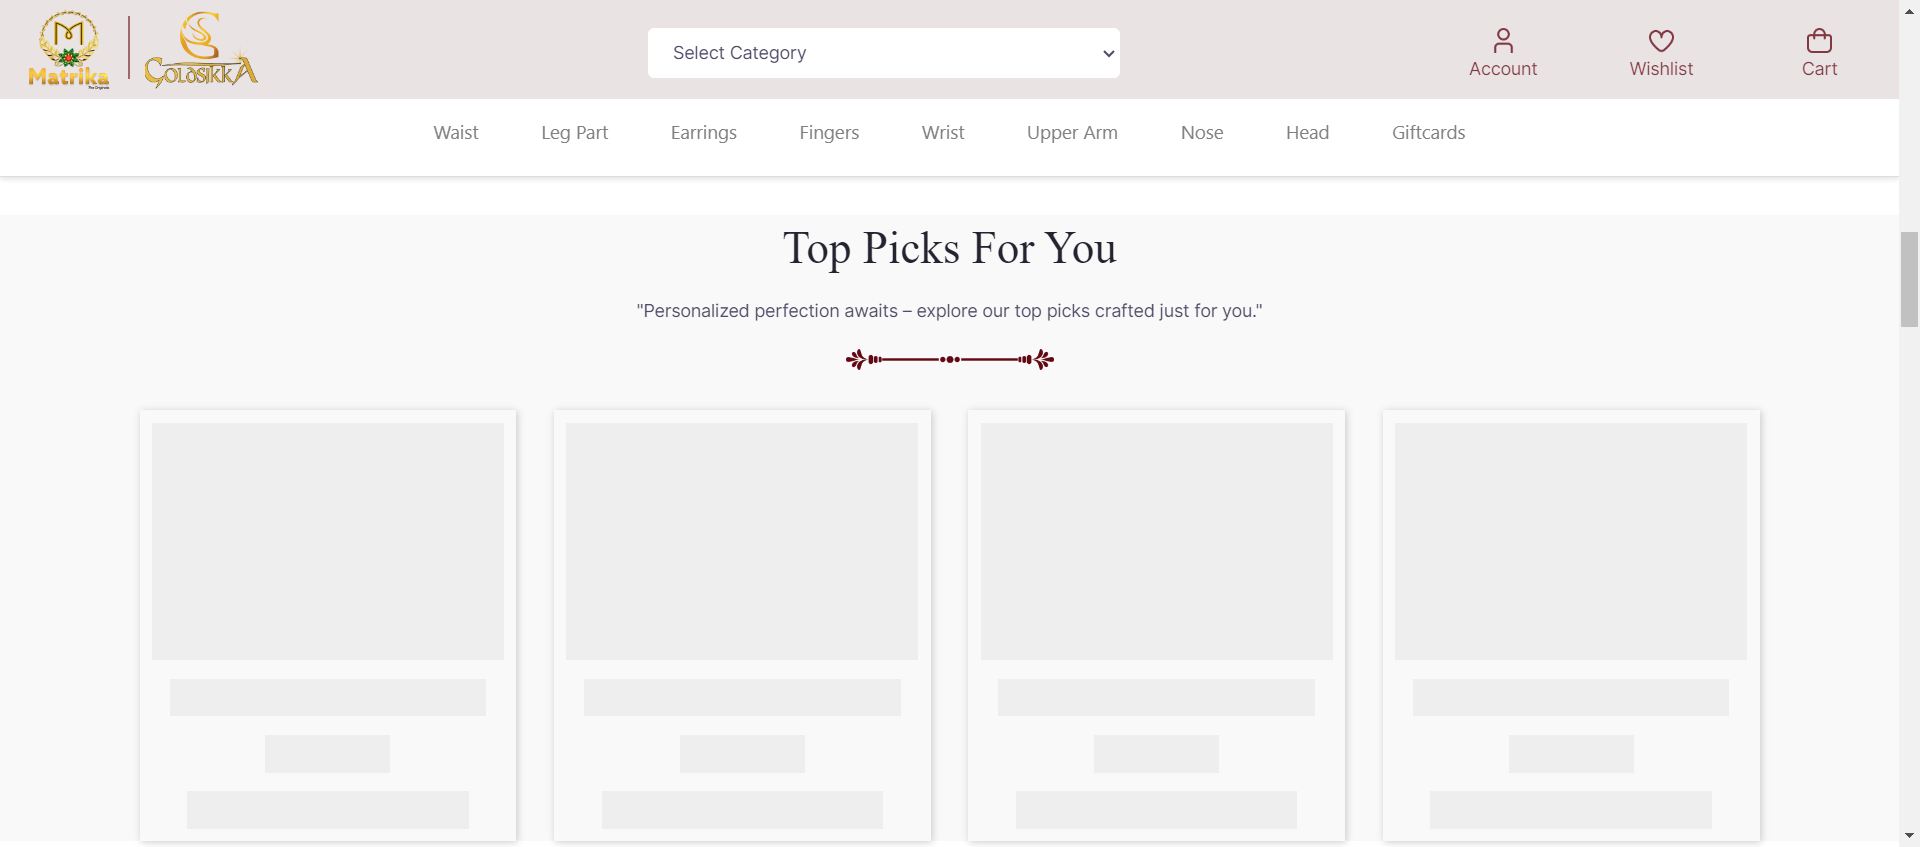 Matrika
GOLDSIKKA
Select Category
Account
Wishlist
Cart
Waist
Leg Part
Earrings
Fingers
Wrist
Upper Arm
Nose
Head
Giftcards
Top Picks For You
"Personalized perfection awaits – explore our top picks crafted just for you."